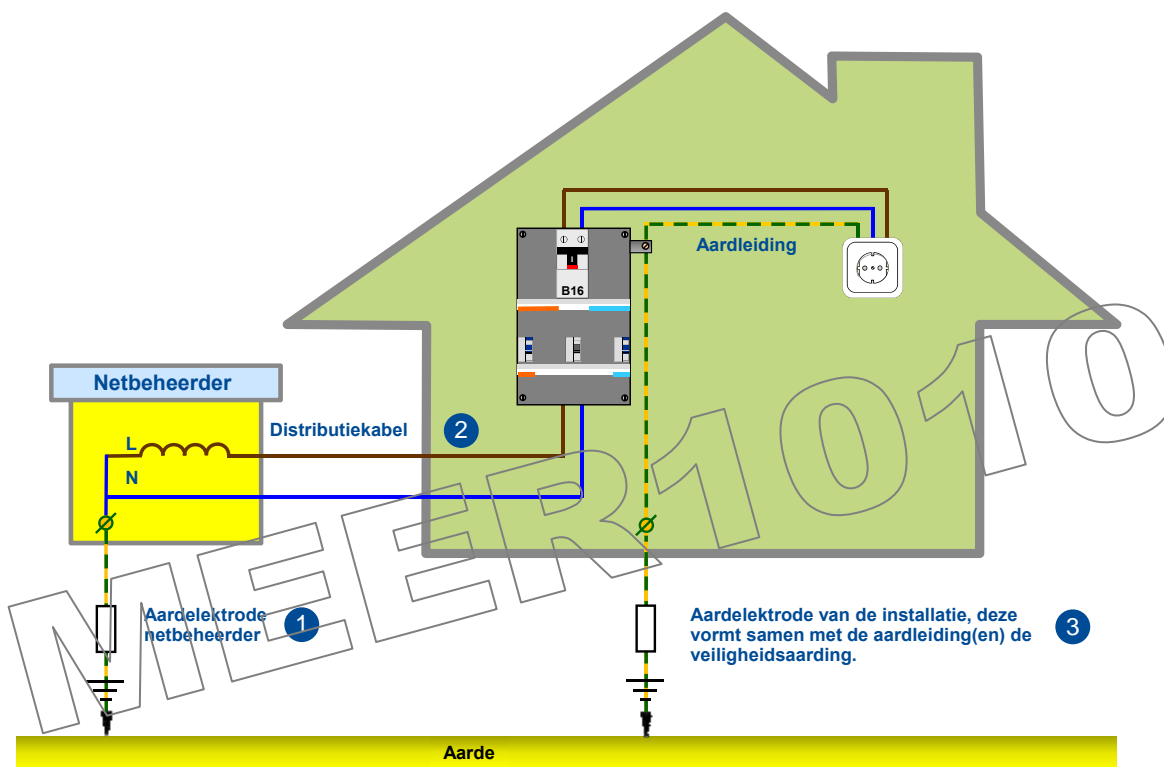 Aardleiding
B16
Netbeheerder
Distributiekabel
2
L
N
Aardelektrode
netbeheerder
1
Aardelektrode van de installatie, deze
vormt samen met de aardleiding(en) de
veiligheidsaarding.
3
MEER1010
Aarde